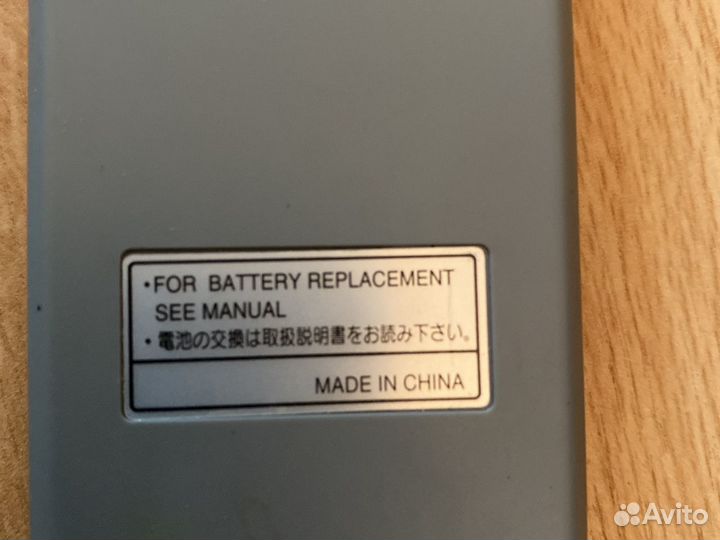 ・FOR BATTERY REPLACEMENT
SEE MANUAL
・電池の交換は取扱説明書をお読み下さい。
MADE IN CHINA
Avito